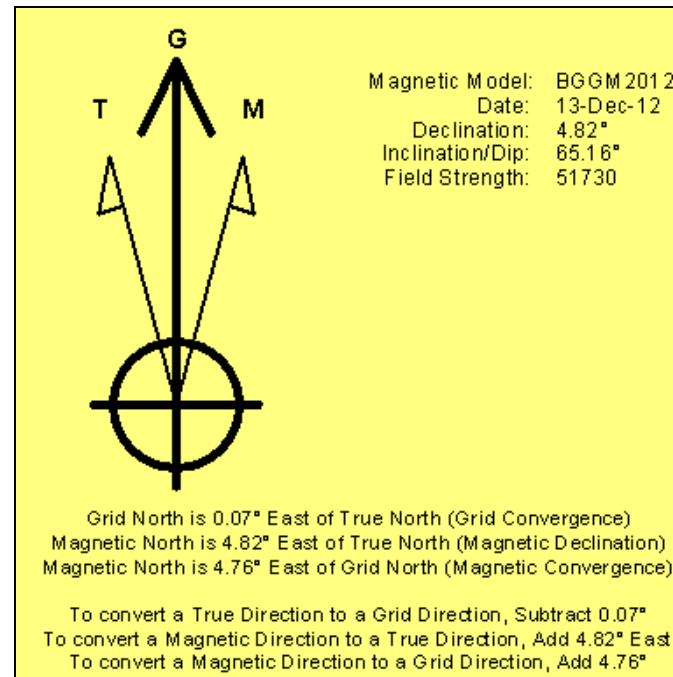 G
T
M
Magnetic Model: BGGM2012
Date: 13-Dec-12
Declination: 4.82°
Inclination/Dip: 65.16°
Field Strength: 51730
Grid North is 0.07° East of True North (Grid Convergence)
Magnetic North is 4.82° East of True North (Magnetic Declination)
Magnetic North is 4.76° East of Grid North (Magnetic Convergence)
To convert a True Direction to a Grid Direction, Subtract 0.07°
To convert a Magnetic Direction to a True Direction, Add 4.82° East
To convert a Magnetic Direction to a Grid Direction, Add 4.76°